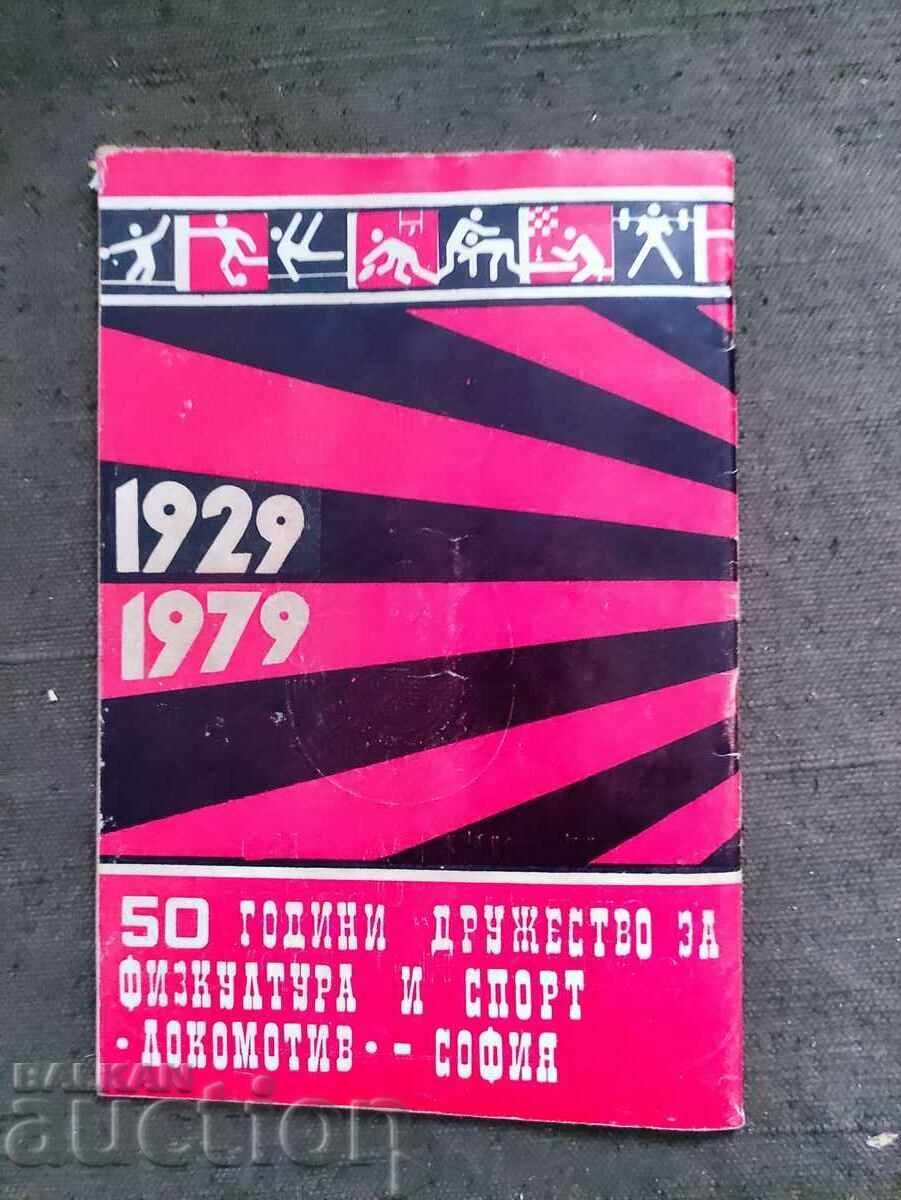 1929
1979
50 ГОДИНИ ДРУЖЕСТВО ЗА
ФИЗКУЛТУРА И СПОРТ
•ЛОКОМОТИВ• – СОФИЯ
BALKAN
auction